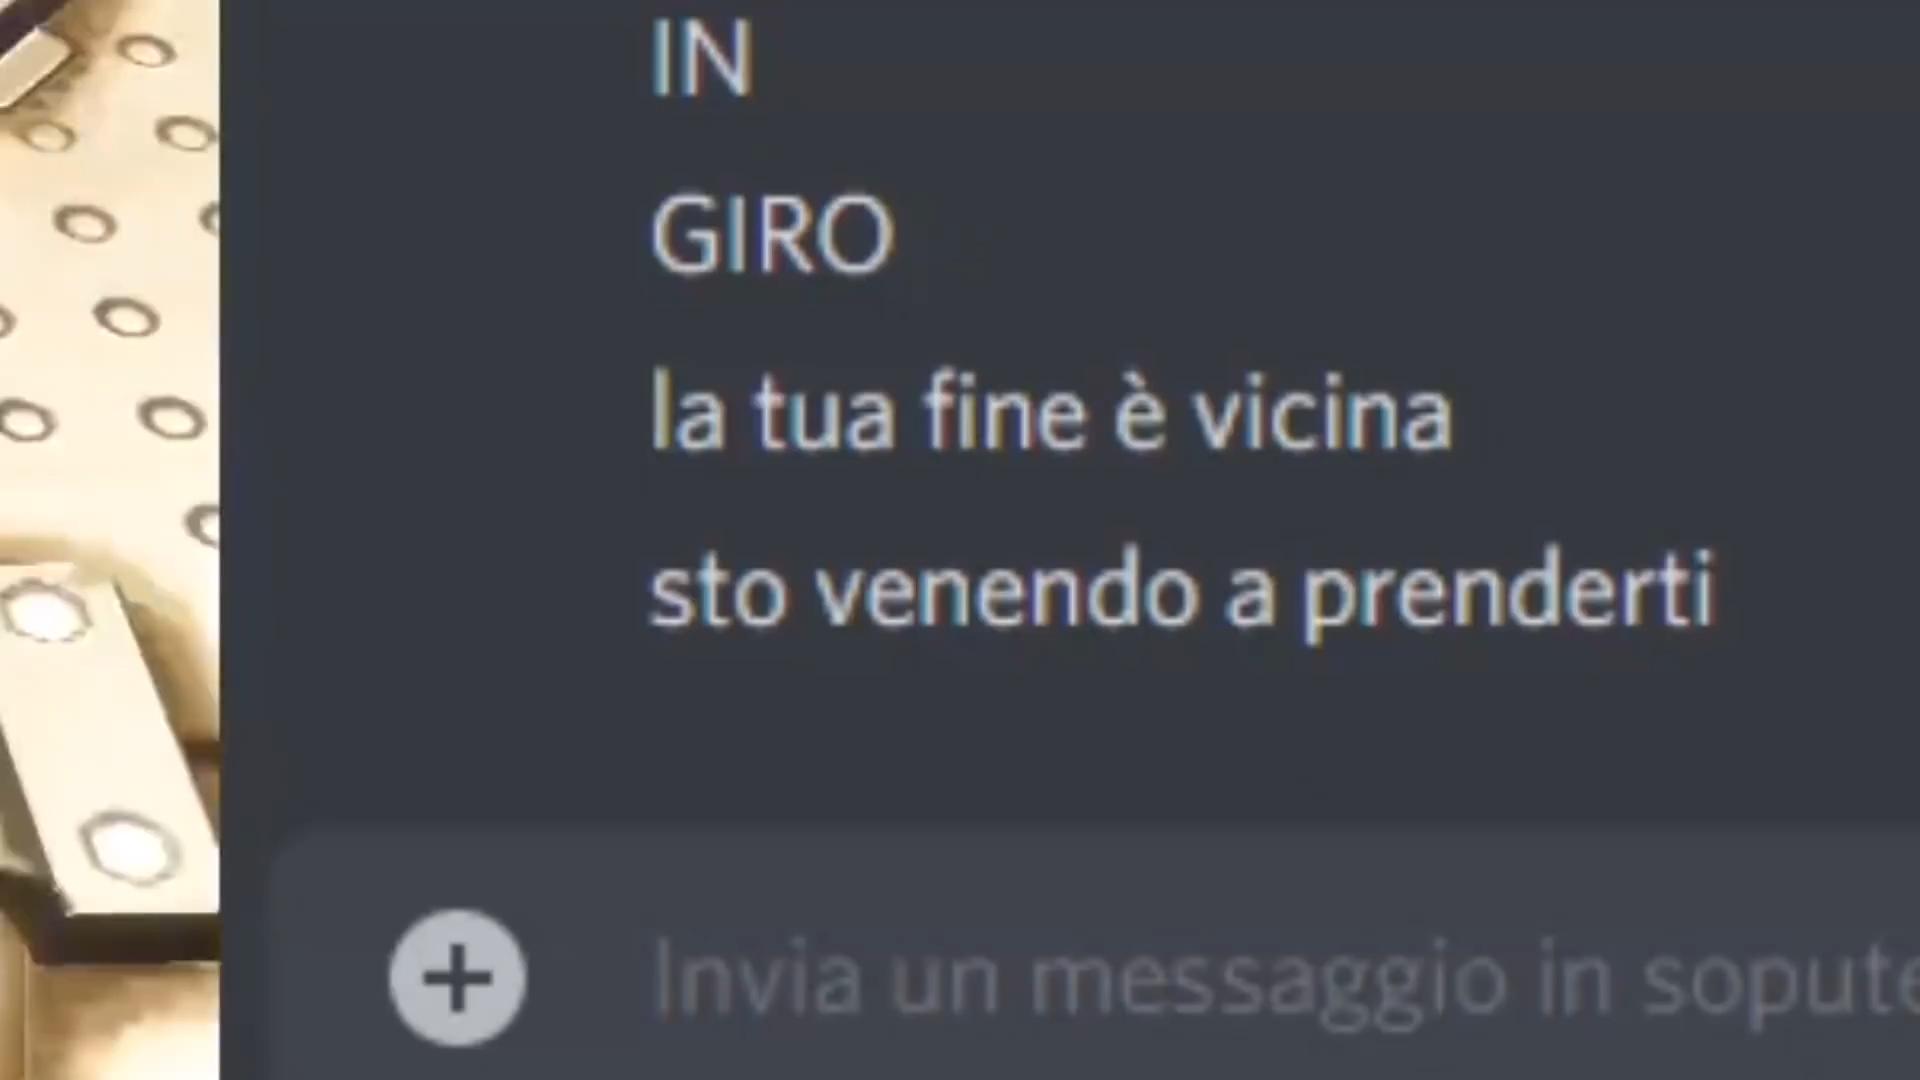 IN
GIRO
la tua fine è vicina
sto venendo a prenderti
Invia un messaggio in sopute